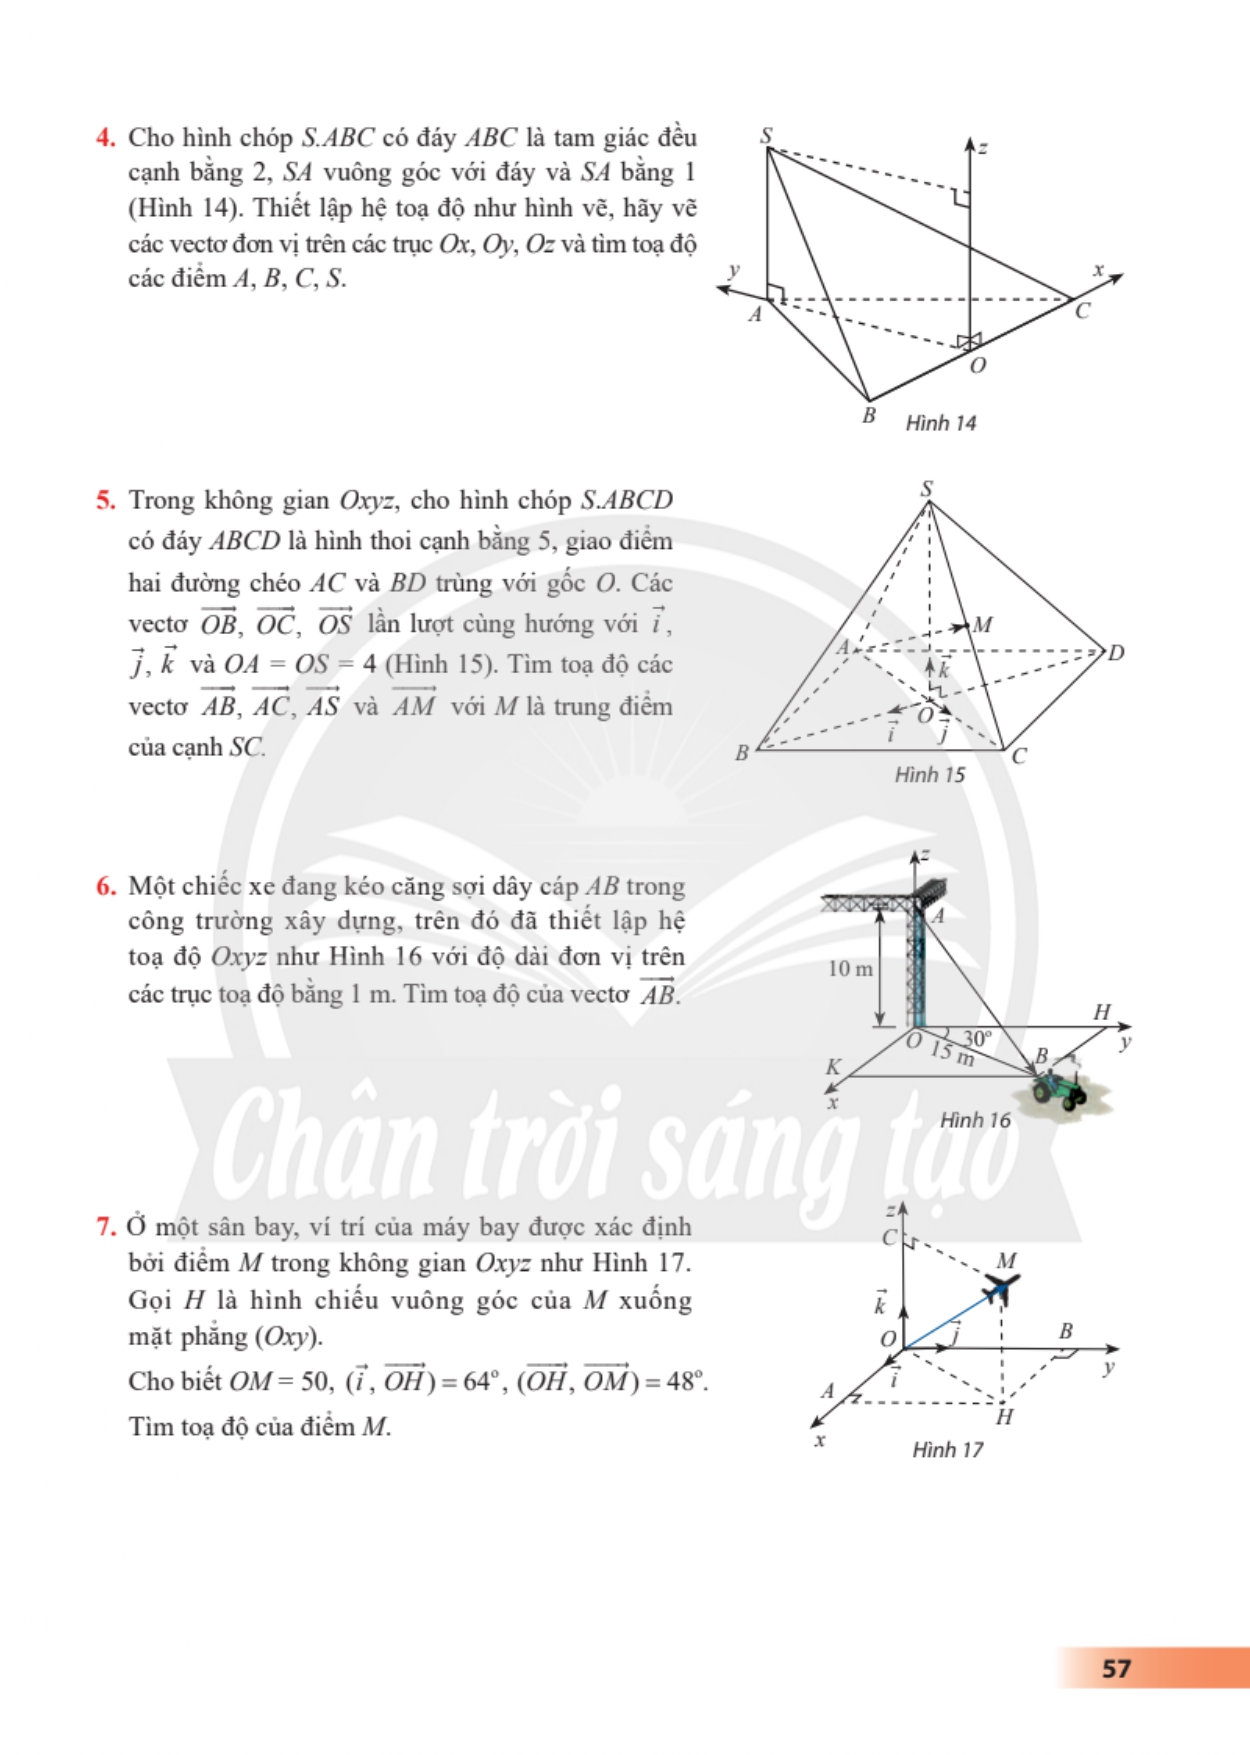 4. Cho hình chóp S.ABC có đáy ABC là tam giác đều
cạnh bằng 2, SA vuông góc với đáy và SA bằng 1
(Hình 14). Thiết lập hệ toạ độ như hình vẽ, hãy vẽ
các vectơ đơn vị trên các trục Ox, Oy, Oz và tìm toạ độ
các điểm A, B, C, S.
S
z
y
x
A
C
O
B
Hình 14
5. Trong không gian Oxyz, cho hình chóp S.ABCD
có đáy ABCD là hình thoi cạnh bằng 5, giao điểm
hai đường chéo AC và BD trùng với gốc O. Các
vectơ $\overrightarrow{OB}$, $\overrightarrow{OC}$, $\overrightarrow{OS}$ lần lượt cùng hướng với $\vec{i}$,
$\vec{j}$, $\vec{k}$ và OA = OS = 4 (Hình 15). Tìm toạ độ các
vectơ $\overrightarrow{AB}$, $\overrightarrow{AC}$, $\overrightarrow{AS}$ và $\overrightarrow{AM}$ với M là trung điểm
của cạnh SC.
S
M
A
D
$\vec{k}$
O
$\vec{i}$
$\vec{j}$
B
C
Hình 15
6. Một chiếc xe đang kéo căng sợi dây cáp AB trong
công trường xây dựng, trên đó đã thiết lập hệ
toạ độ Oxyz như Hình 16 với độ dài đơn vị trên
các trục toạ độ bằng 1 m. Tìm toạ độ của vectơ $\overrightarrow{AB}$.
z
A
10 m
H
O
30°
y
15 m
B
K
x
Hình 16
Chân trời sáng tạo
7. Ở một sân bay, ví trí của máy bay được xác định
bởi điểm M trong không gian Oxyz như Hình 17.
Gọi H là hình chiếu vuông góc của M xuống
mặt phẳng (Oxy).
Cho biết OM = 50, ($\vec{i}$, $\overrightarrow{OH}$) = 64°, ($\overrightarrow{OH}$, $\overrightarrow{OM}$) = 48°.
Tìm toạ độ của điểm M.
z
C
M
$\vec{k}$
O
$\vec{j}$
B
y
$\vec{i}$
A
H
x
Hình 17
57